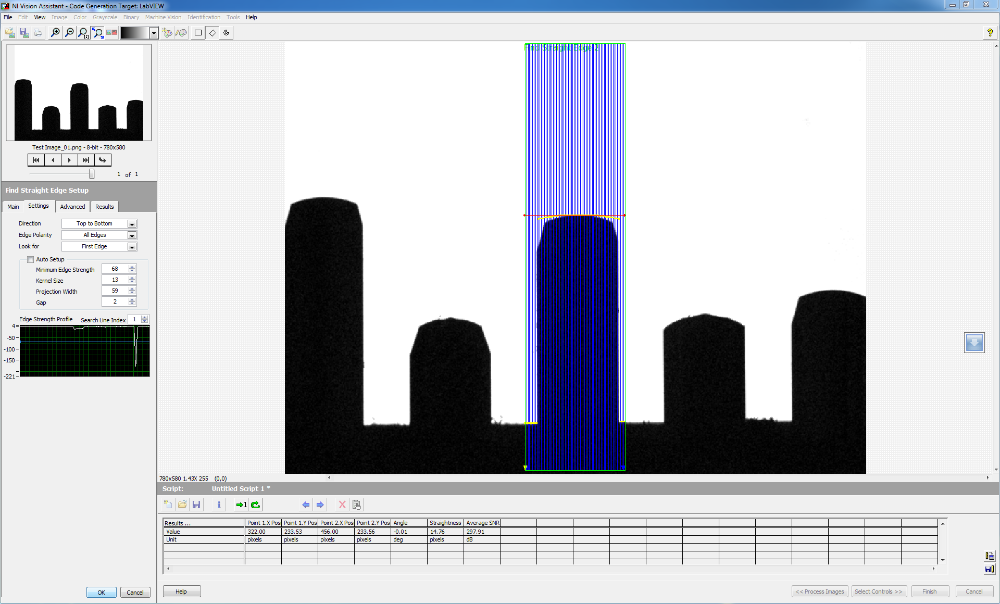 NI Vision Assistant - Code Generation Target: LabVIEW
File Edit View Image Color Grayscale Binary Machine Vision Identification Tools Help
1:1
?
Find Straight Edge 2
Test Image_01.png - 8-bit - 780x580
1 of 1
Find Straight Edge Setup
Main Settings Advanced Results
Direction Top to Bottom
Edge Polarity All Edges
Look for First Edge
Auto Setup
Minimum Edge Strength 68
Kernel Size 13
Projection Width 59
Gap 2
Edge Strength Profile Search Line Index 1
4
-50
-100
-150
-221
780x580 1.43X 255 (0,0)
Script: Untitled Script 1 *
1
Results ... Point 1.X Pos Point 1.Y Pos Point 2.X Pos Point 2.Y Pos Angle Straightness Average SNR
Value 322.00 233.53 456.00 233.56 -0.01 14.76 297.91
Unit pixels pixels pixels pixels deg pixels dB
OK Cancel Help << Process Images Select Controls >> Finish Cancel